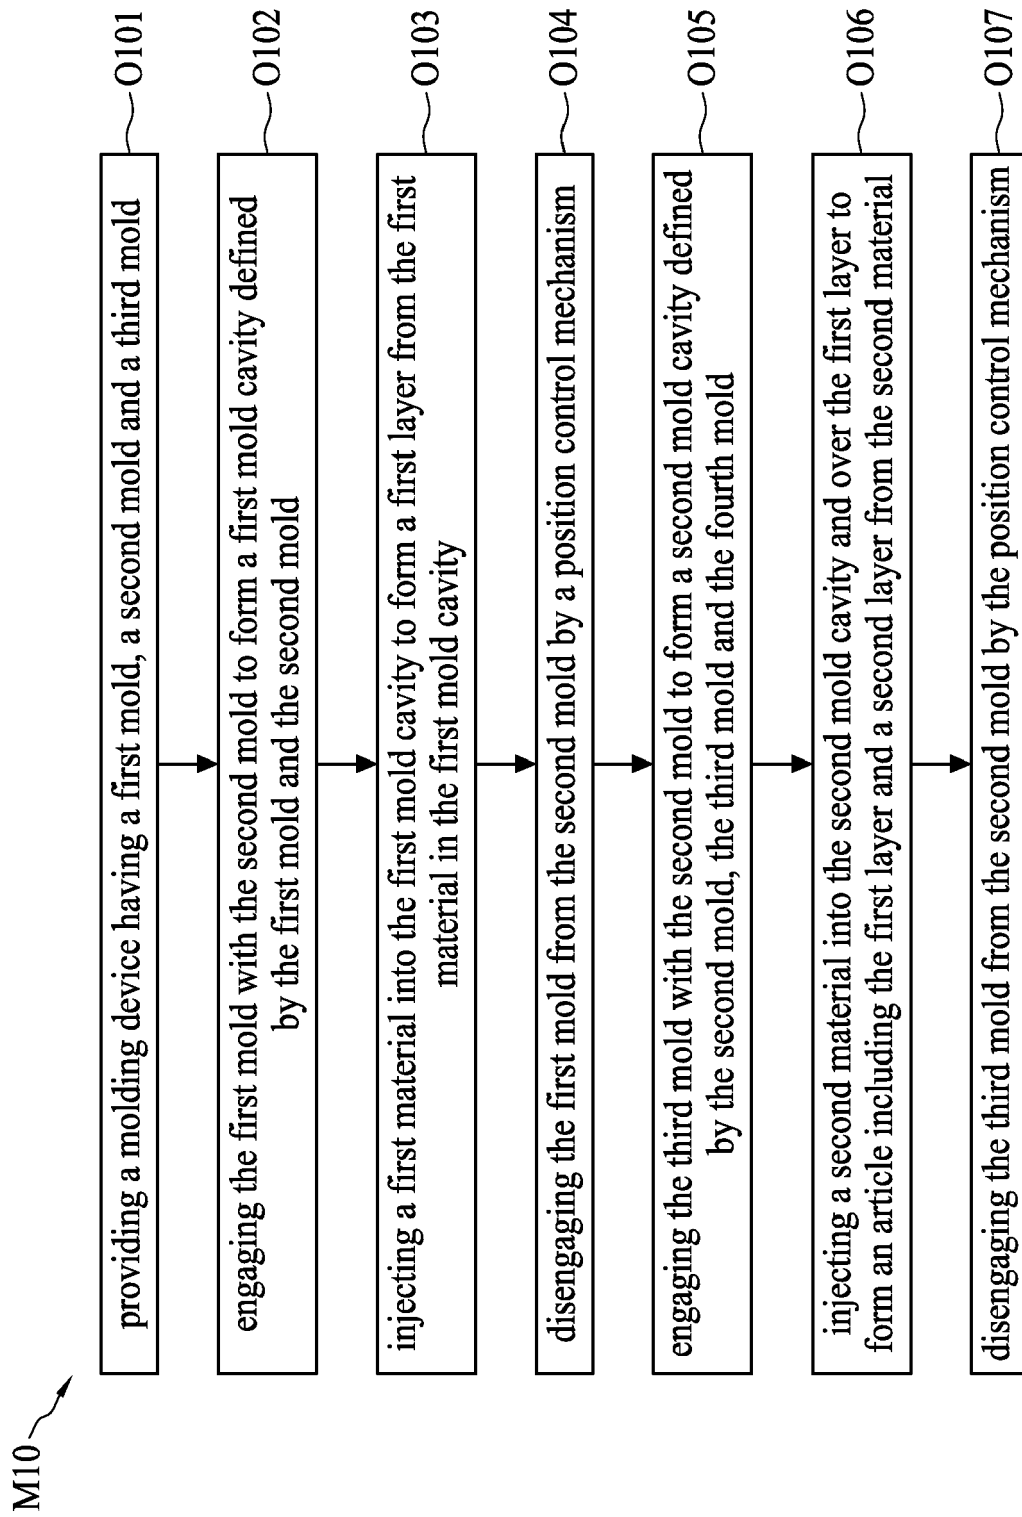 M10
providing a molding device having a first mold, a second mold and a third mold
O101
engaging the first mold with the second mold to form a first mold cavity defined
by the first mold and the second mold
O102
injecting a first material into the first mold cavity to form a first layer from the first
material in the first mold cavity
O103
disengaging the first mold from the second mold by a position control mechanism
O104
engaging the third mold with the second mold to form a second mold cavity defined
by the second mold, the third mold and the fourth mold
O105
injecting a second material into the second mold cavity and over the first layer to
form an article including the first layer and a second layer from the second material
O106
disengaging the third mold from the second mold by the position control mechanism
O107